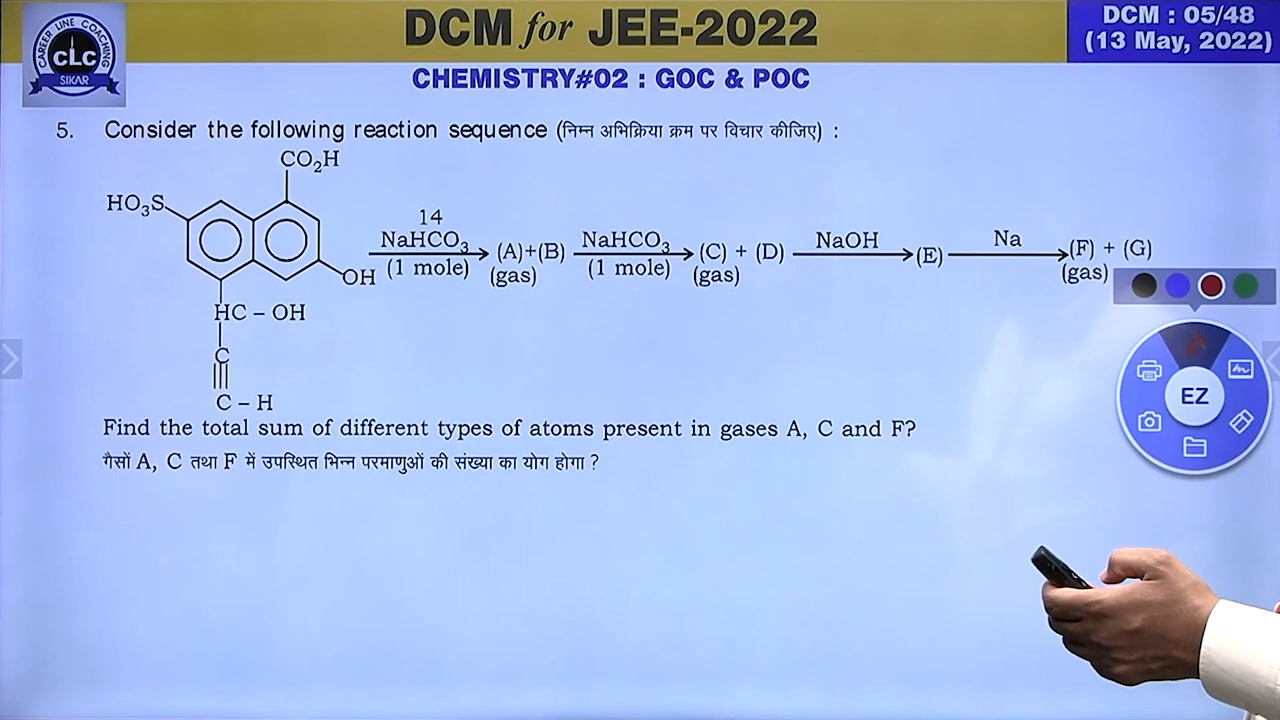 DCM for JEE-2022
DCM : 05/48
(13 May, 2022)
CAREER LINE COACHING
CLC
SIKAR
CHEMISTRY#02 : GOC & POC
5. Consider the following reaction sequence (निम्न अभिक्रिया क्रम पर विचार कीजिए) :
CO₂H
HO₃S
OH
HC – OH
C
C – H
14
NaHCO₃
(1 mole)
(A)+(B)
(gas)
NaHCO₃
(1 mole)
(C) + (D)
(gas)
NaOH
(E)
Na
(F) + (G)
(gas)
EZ
Find the total sum of different types of atoms present in gases A, C and F?
गैसों A, C तथा F में उपस्थित भिन्न परमाणुओं की संख्या का योग होगा ?